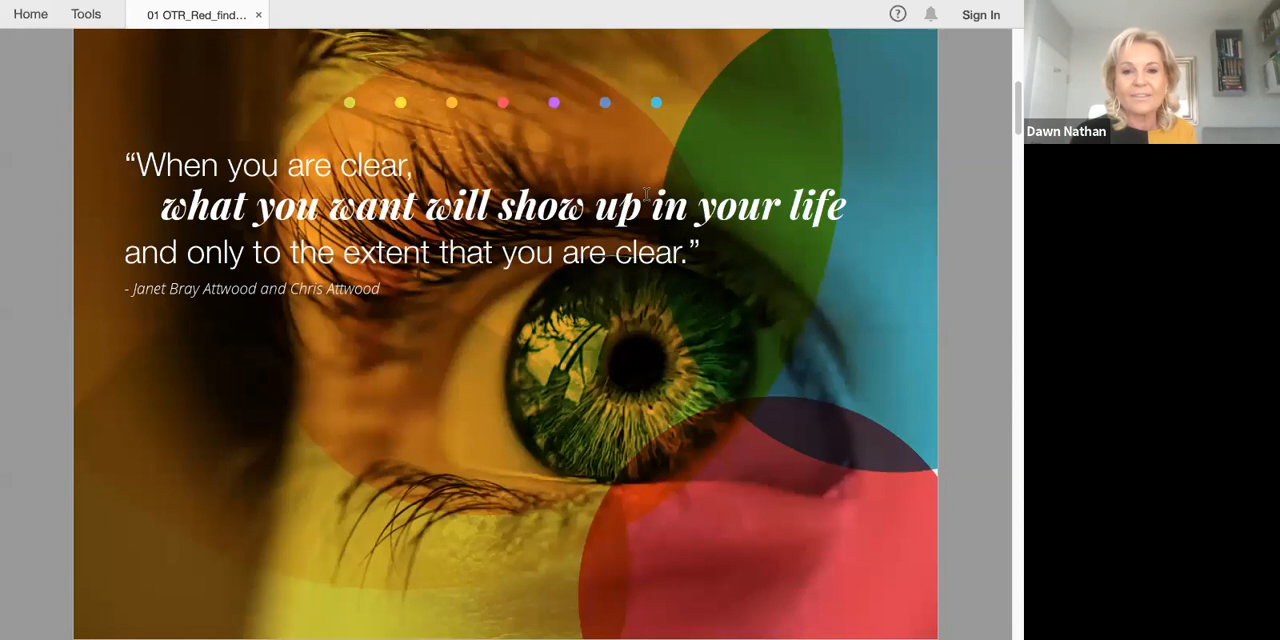 Home Tools 01 OTR_Red_find... × ? Sign In
“When you are clear,
what you want will show up in your life
and only to the extent that you are clear.”
- Janet Bray Attwood and Chris Attwood
Dawn Nathan